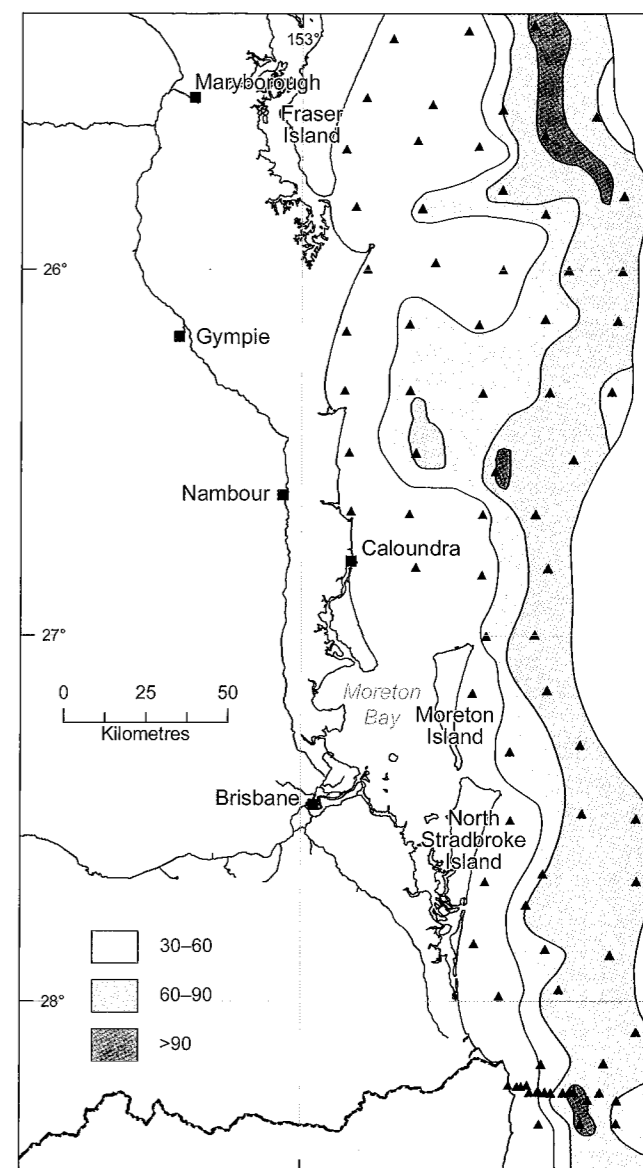 153°
Maryborough
Fraser
Island
26°
Gympie
Nambour
Caloundra
27°
0 25 50
Kilometres
Moreton
Bay
Moreton
Island
Brisbane
North
Stradbroke
Island
30–60
60–90
>90
28°